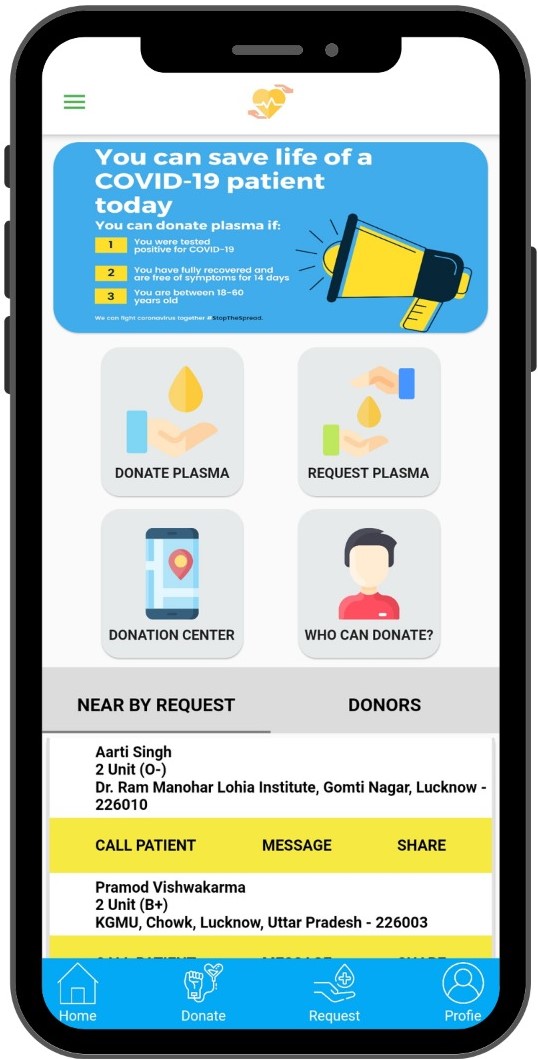 You can save life of a
COVID-19 patient
today
You can donate plasma if:
1 You were tested
positive for COVID-19
2 You have fully recovered and
are free of symptoms for 14 days
3 You are between 18-60
years old
We can fight coronavirus together #StopTheSpread.
DONATE PLASMA
REQUEST PLASMA
DONATION CENTER
WHO CAN DONATE?
NEAR BY REQUEST
DONORS
Aarti Singh
2 Unit (O-)
Dr. Ram Manohar Lohia Institute, Gomti Nagar, Lucknow -
226010
CALL PATIENT MESSAGE SHARE
Pramod Vishwakarma
2 Unit (B+)
KGMU, Chowk, Lucknow, Uttar Pradesh - 226003
CALL PATIENT MESSAGE SHARE
Home Donate Request Profie